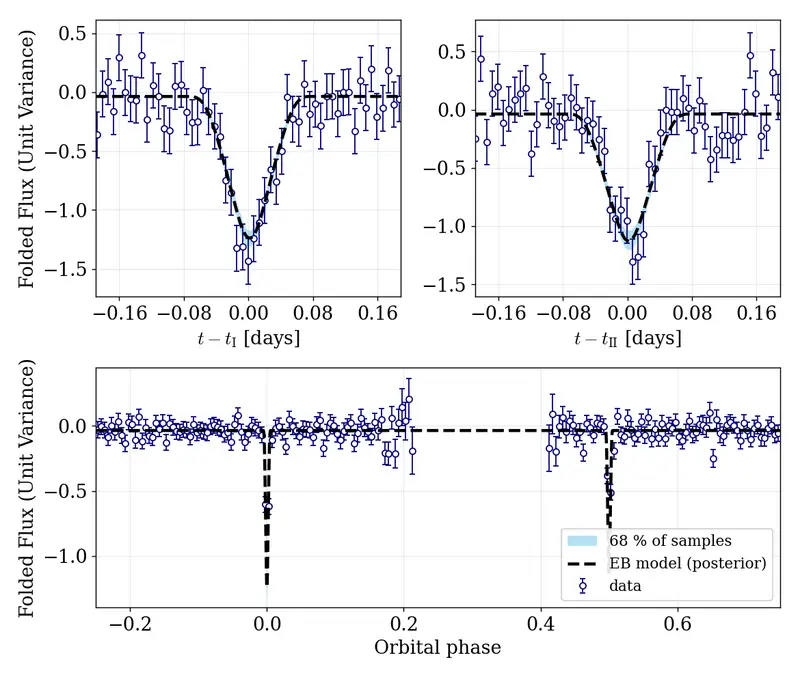 Folded Flux (Unit Variance)
0.5
0.0
−0.5
−1.0
−1.5
−0.16 −0.08 0.00 0.08 0.16
t − t_I [days]
0.5
0.0
−0.5
−1.0
−1.5
−0.16 −0.08 0.00 0.08 0.16
t − t_II [days]
Folded Flux (Unit Variance)
0.0
−0.5
−1.0
68 % of samples
EB model (posterior)
data
−0.2 0.0 0.2 0.4 0.6
Orbital phase